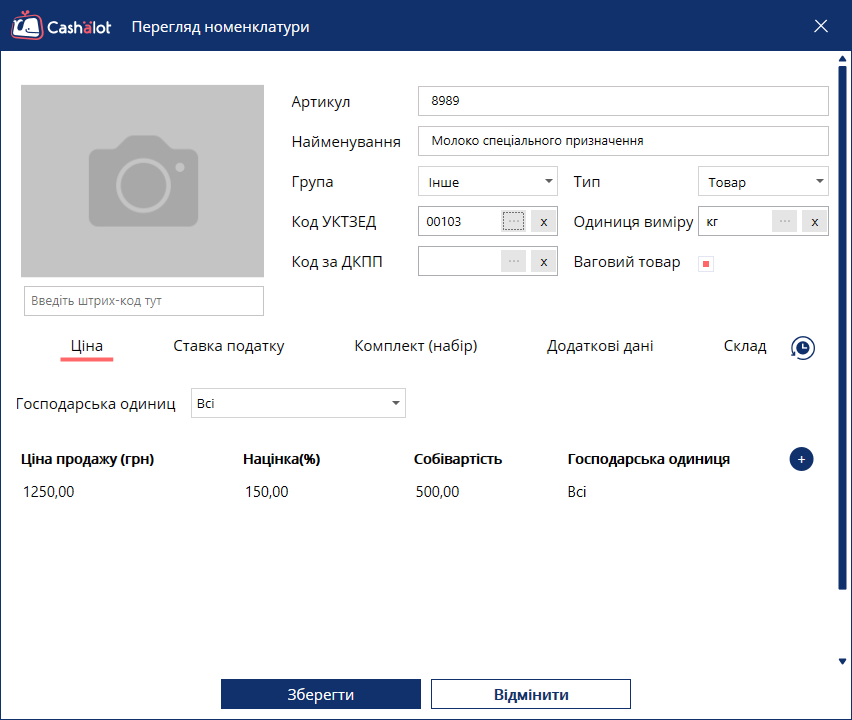 Cashalot Перегляд номенклатури
Артикул 8989
Найменування Молоко спеціального призначення
Група Інше Тип Товар
Код УКТЗЕД 00103 ... x Одиниця виміру кг ... x
Код за ДКПП ... x Ваговий товар
Введіть штрих-код тут
Ціна Ставка податку Комплект (набір) Додаткові дані Склад
Господарська одиниц Всі
Ціна продажу (грн) Націнка(%) Собівартість Господарська одиниця +
1250,00 150,00 500,00 Всі
Зберегти Відмінити